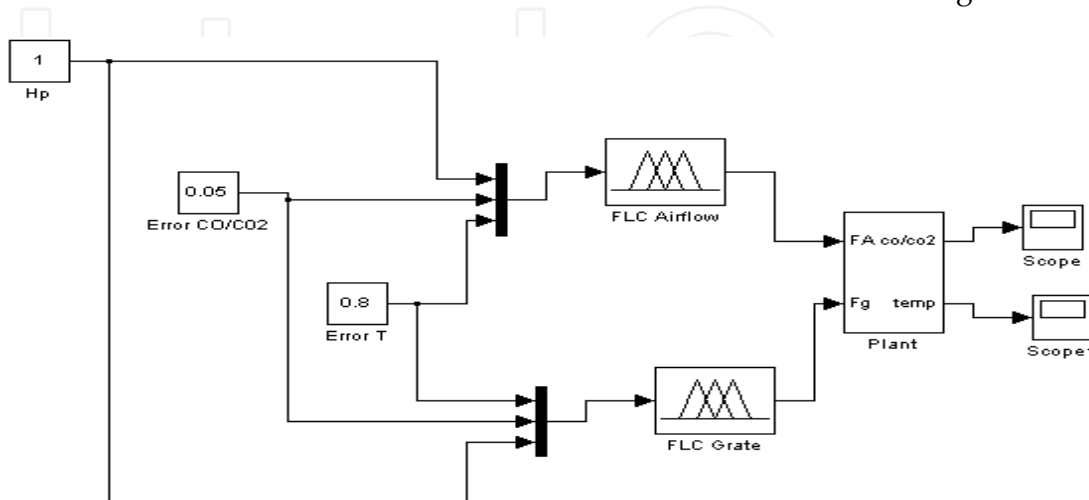 g
1
Hp
0.05
Error CO/CO2
0.8
Error T
FLC Airflow
FLC Grate
FA co/co2
Fg temp
Plant
Scope
Scope